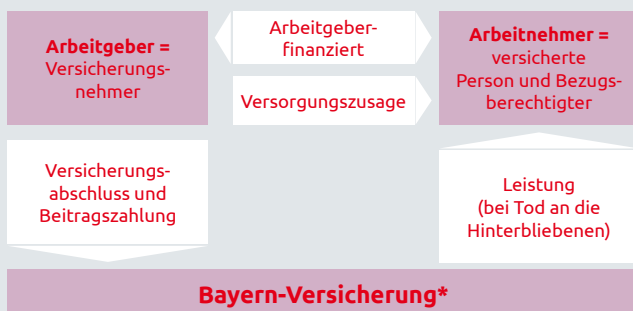 Arbeitgeber =
Versicherungs-
nehmer
Arbeitgeber-
finanziert
Versorgungszusage
Arbeitnehmer =
versicherte
Person und Bezugs-
berechtigter
Versicherungs-
abschluss und
Beitragszahlung
Leistung
(bei Tod an die
Hinterbliebenen)
Bayern-Versicherung*